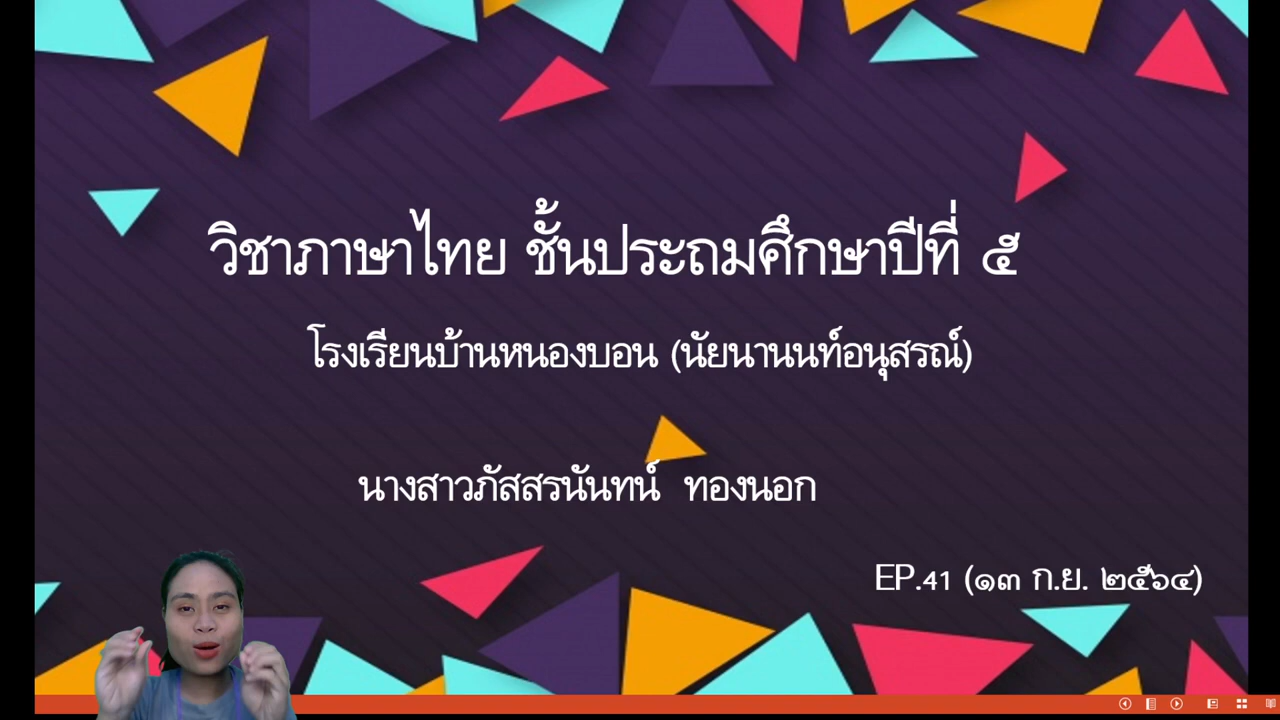 วิชาภาษาไทย ชั้นประถมศึกษาปีที่ ๕
โรงเรียนบ้านหนองบอน (นัยนานนท์อนุสรณ์)
นางสาวภัสสรนันทน์ ทองนอก
EP.41 (๑๓ ก.ย. ๒๕๖๔)